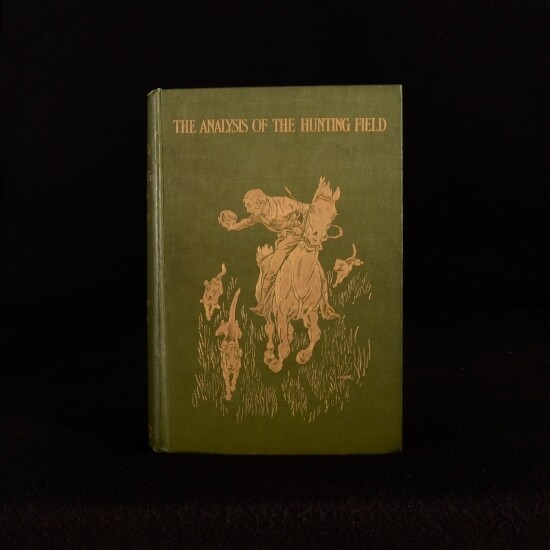 THE ANALYSIS OF THE HUNTING FIELD